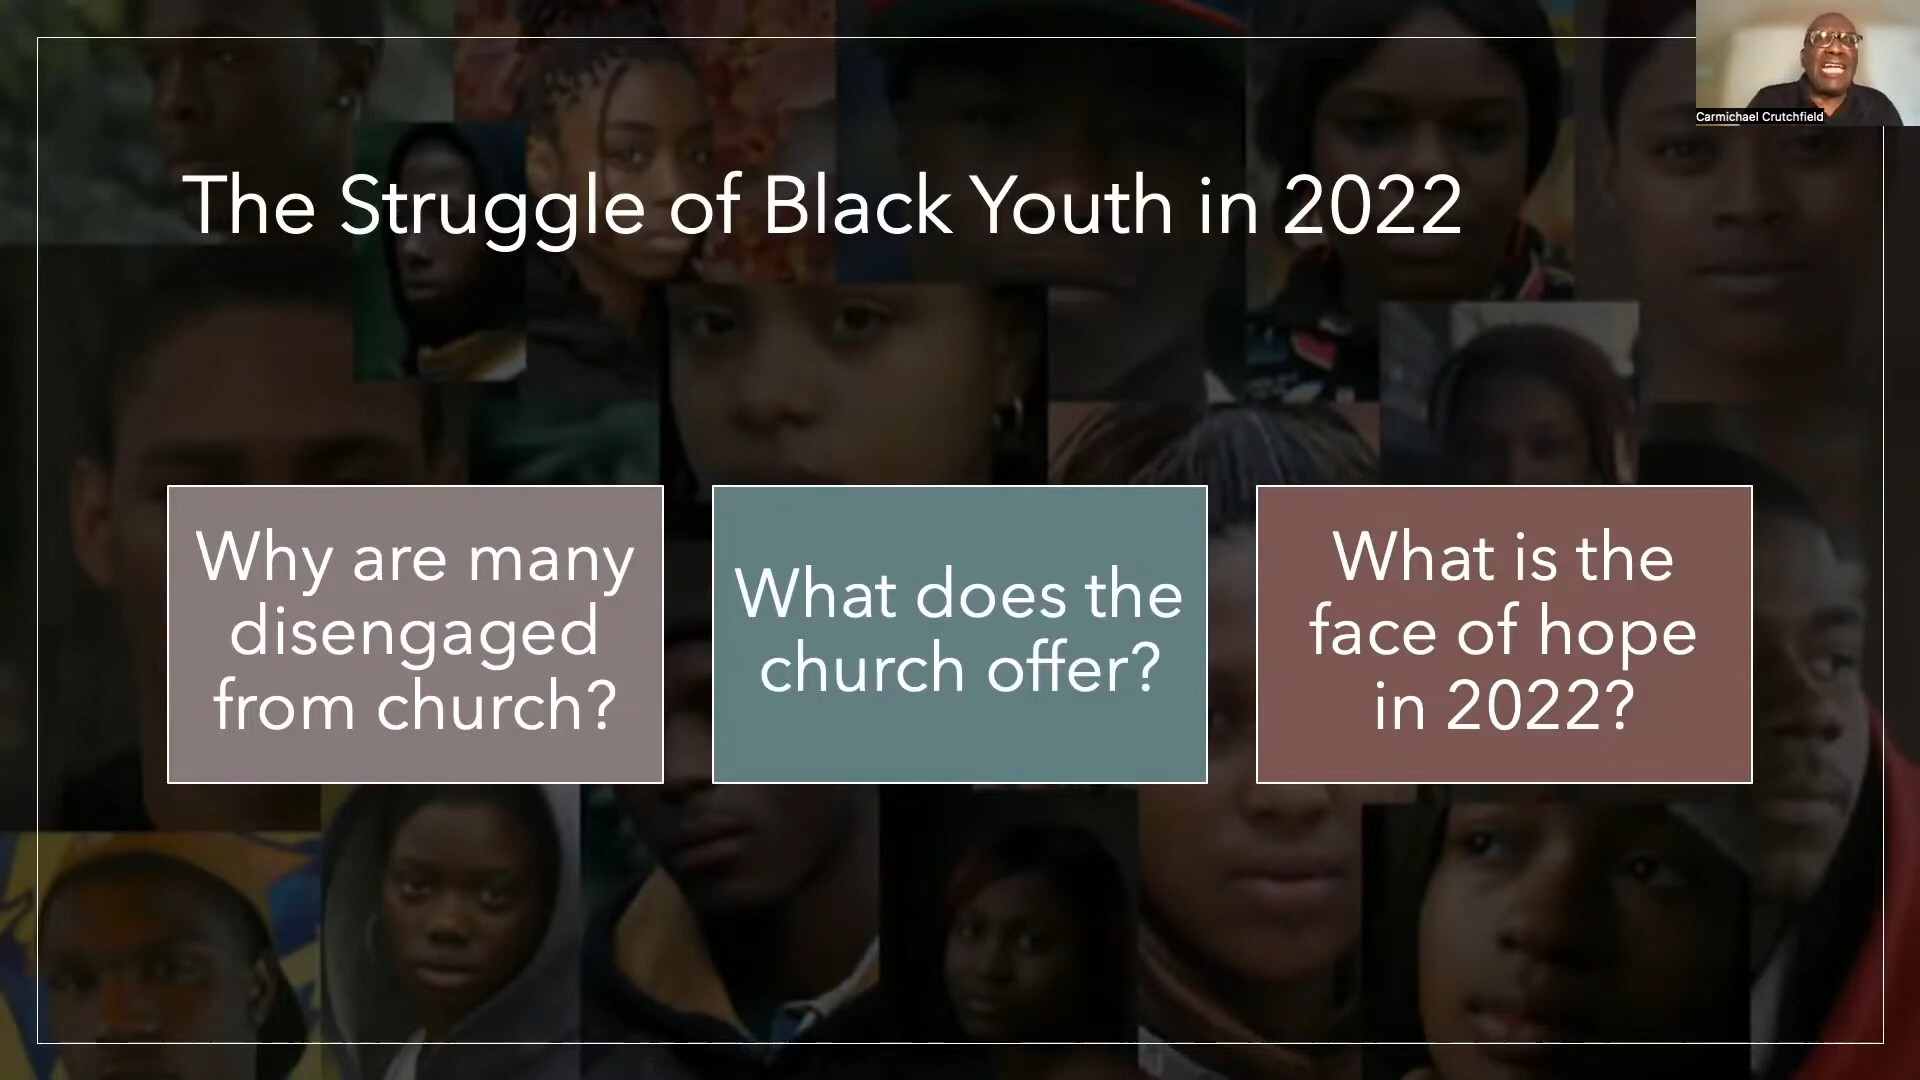 Carmichael Crutchfield
The Struggle of Black Youth in 2022
Why are many
disengaged
from church?
What does the
church offer?
What is the
face of hope
in 2022?